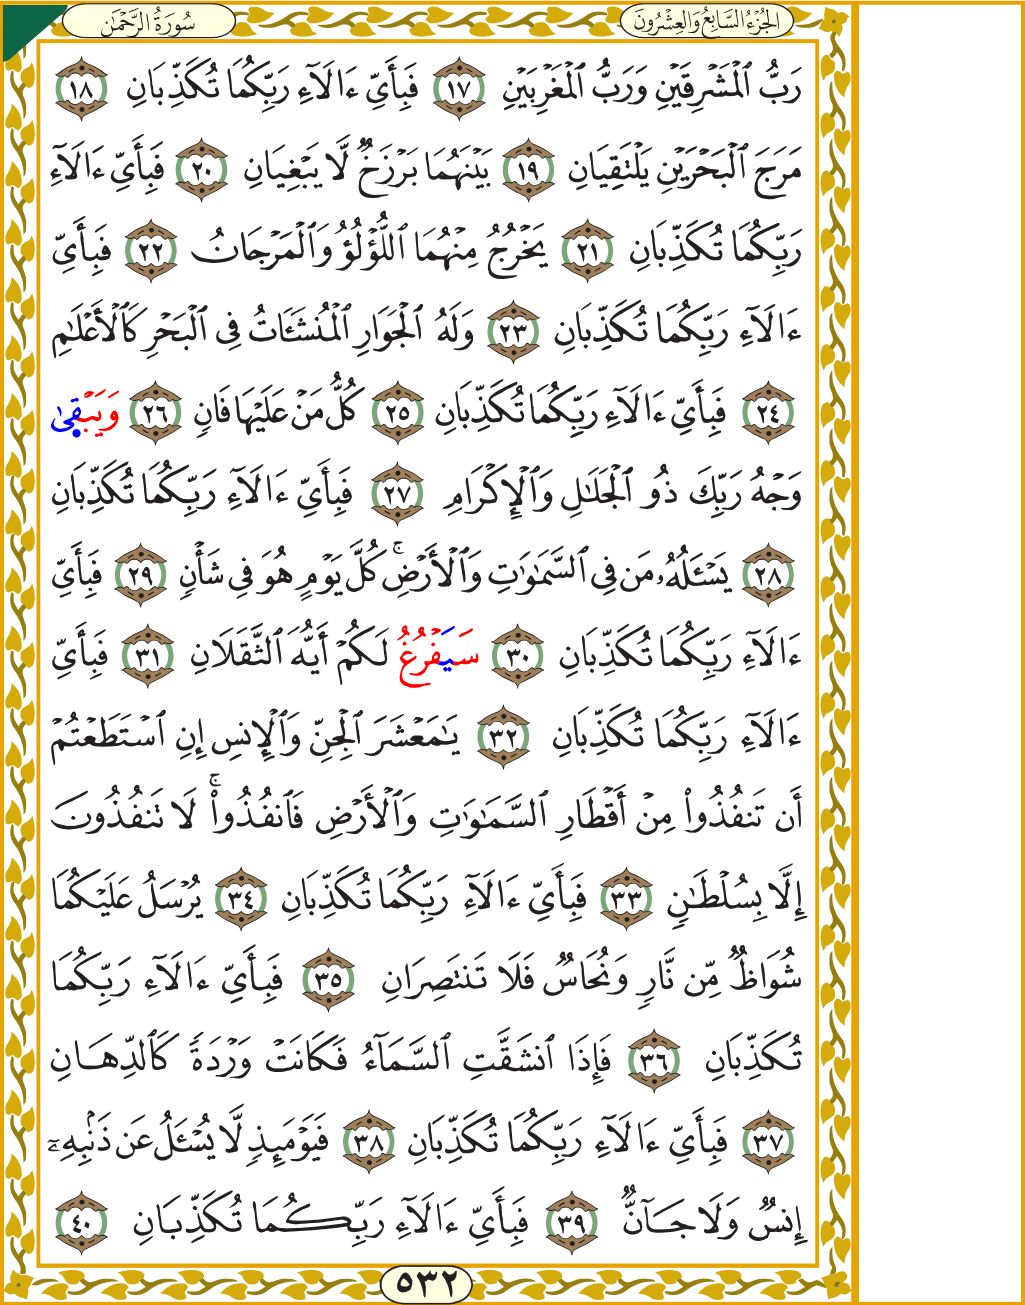 الجُزْءُ السَّابِعُ وَالعِشْرُونَ
سُورَةُ الرَّحْمٰن
رَبُّ ٱلْمَشْرِقَيْنِ وَرَبُّ ٱلْمَغْرِبَيْنِ ١٧ فَبِأَيِّ ءَالَآءِ رَبِّكُمَا تُكَذِّبَانِ ١٨
مَرَجَ ٱلْبَحْرَيْنِ يَلْتَقِيَانِ ١٩ بَيْنَهُمَا بَرْزَخٌ لَّا يَبْغِيَانِ ٢٠ فَبِأَيِّ ءَالَآءِ
رَبِّكُمَا تُكَذِّبَانِ ٢١ يَخْرُجُ مِنْهُمَا ٱللُّؤْلُؤُ وَٱلْمَرْجَانُ ٢٢ فَبِأَيِّ
ءَالَآءِ رَبِّكُمَا تُكَذِّبَانِ ٢٣ وَلَهُ ٱلْجَوَارِ ٱلْمُنشَـَٔاتُ فِى ٱلْبَحْرِ كَٱلْأَعْلَـٰمِ
٢٤ فَبِأَيِّ ءَالَآءِ رَبِّكُمَا تُكَذِّبَانِ ٢٥ كُلُّ مَنْ عَلَيْهَا فَانٍ ٢٦ وَيَبْقِىٰ
وَجْهُ رَبِّكَ ذُو ٱلْجَلَـٰلِ وَٱلْإِكْرَامِ ٢٧ فَبِأَيِّ ءَالَآءِ رَبِّكُمَا تُكَذِّبَانِ
٢٨ يَسْـَٔلُهُۥ مَن فِى ٱلسَّمَـٰوَٰتِ وَٱلْأَرْضِ ۚ كُلَّ يَوْمٍ هُوَ فِى شَأْنٍ ٢٩ فَبِأَيِّ
ءَالَآءِ رَبِّكُمَا تُكَذِّبَانِ ٣٠ سَيَفْرُغُ لَكُمْ أَيُّهَ ٱلثَّقَلَانِ ٣١ فَبِأَيِّ
ءَالَآءِ رَبِّكُمَا تُكَذِّبَانِ ٣٢ يَـٰمَعْشَرَ ٱلْجِنِّ وَٱلْإِنسِ إِنِ ٱسْتَطَعْتُمْ
أَن تَنفُذُوا۟ مِنْ أَقْطَارِ ٱلسَّمَـٰوَٰتِ وَٱلْأَرْضِ فَٱنفُذُوا۟ ۚ لَا تَنفُذُونَ
إِلَّا بِسُلْطَـٰنٍ ٣٣ فَبِأَيِّ ءَالَآءِ رَبِّكُمَا تُكَذِّبَانِ ٣٤ يُرْسَلُ عَلَيْكُمَا
شُوَاظٌ مِّن نَّارٍ وَنُحَاسٌ فَلَا تَنتَصِرَانِ ٣٥ فَبِأَيِّ ءَالَآءِ رَبِّكُمَا
تُكَذِّبَانِ ٣٦ فَإِذَا ٱنشَقَّتِ ٱلسَّمَآءُ فَكَانَتْ وَرْدَةً كَٱلدِّهَـانِ
٣٧ فَبِأَيِّ ءَالَآءِ رَبِّكُمَا تُكَذِّبَانِ ٣٨ فَيَوْمَئِذٍ لَّا يُسْـَٔلُ عَن ذَنۢبِهِۦٓ
إِنسٌ وَلَا جَـآنٌّ ٣٩ فَبِأَيِّ ءَالَآءِ رَبِّكُمَا تُكَذِّبَانِ ٤٠
٥٣٢